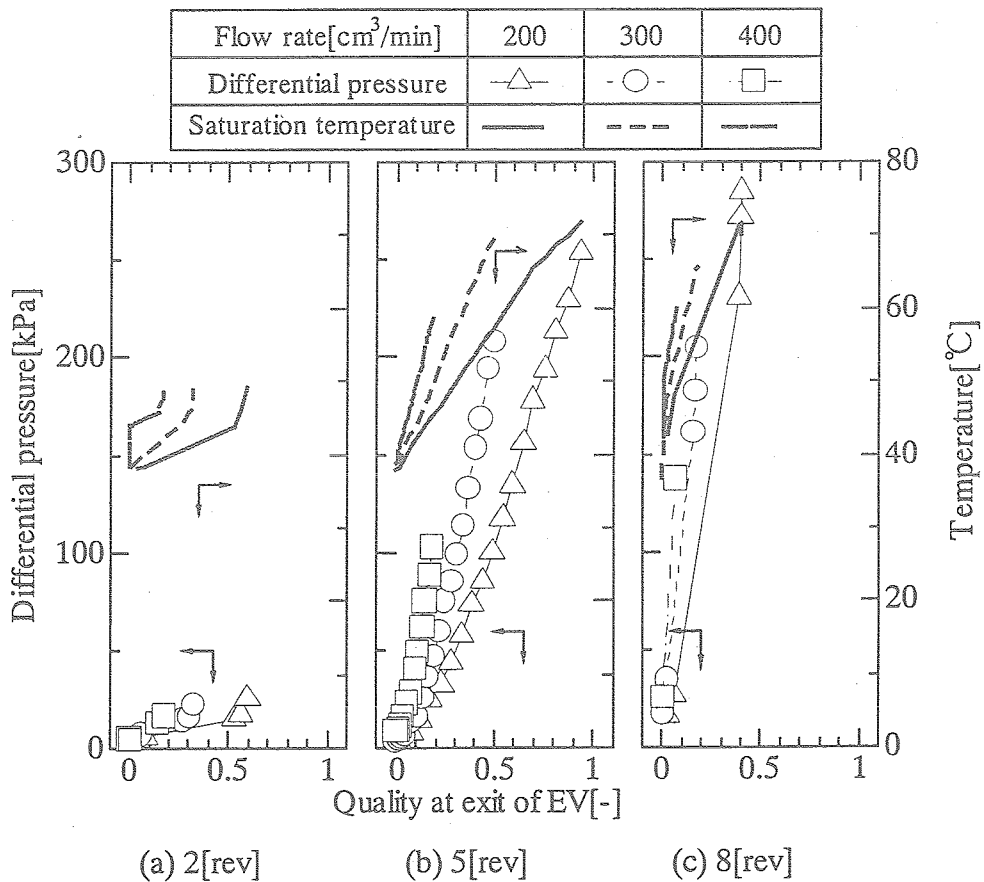 Flow rate[cm³/min] 200 300 400
Differential pressure
Saturation temperature
300 80
200 60
40
100 20
0 0
Differential pressure[kPa]
Temperature[℃]
0 0.5 1 0 0.5 1 0 0.5 1
Quality at exit of EV[-]
(a) 2[rev] (b) 5[rev] (c) 8[rev]